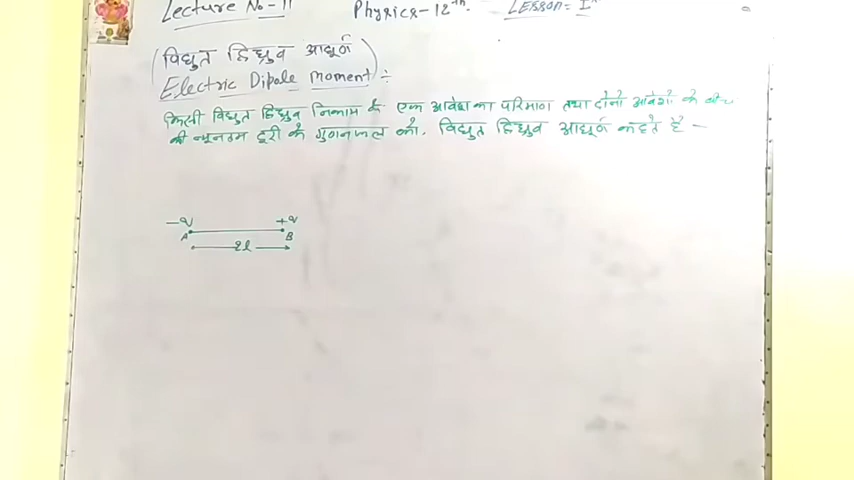 Lecture No-11 Physics-12th. LESSON= I
(विद्युत द्विध्रुव आघूर्ण)
Electric Dipole moment ÷
किसी विद्युत द्विध्रुव निकाय के एक आवेश का परिमाण तथा दोनों आवेशों के बीच
की न्यूनतम दूरी के गुणनफल को, विद्युत द्विध्रुव आघूर्ण कहते है —
-q +q
A B
2l